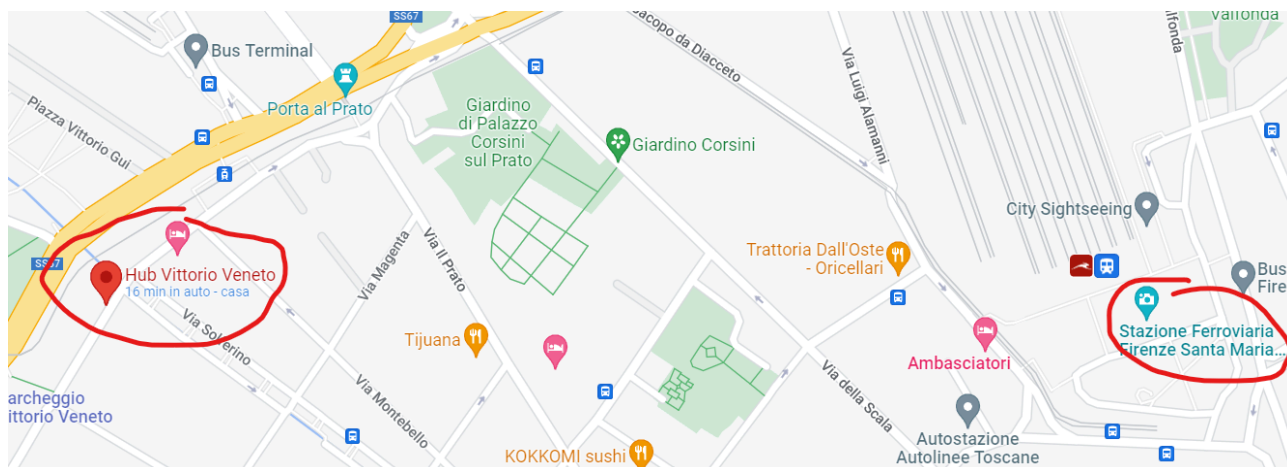 SS67
Bus Terminal
Porta al Prato
Piazza Vittorio Gui
SS67
Hub Vittorio Veneto
16 min in auto - casa
Via Solferino
archeggio
ittorio Veneto
Via Montebello
Via Magenta
Via Il Prato
Tijuana
KOKKOMI sushi
Giardino
di Palazzo
Corsini
sul Prato
Giardino Corsini
acopo da Diacceto
Via Luigi Alamanni
Trattoria Dall'Oste
- Oricellari
Via della Scala
Ambasciatori
Autostazione
Autolinee Toscane
City Sightseeing
alfonda
Valfonda
Bus
Fire
Stazione Ferroviaria
Firenze Santa Maria...